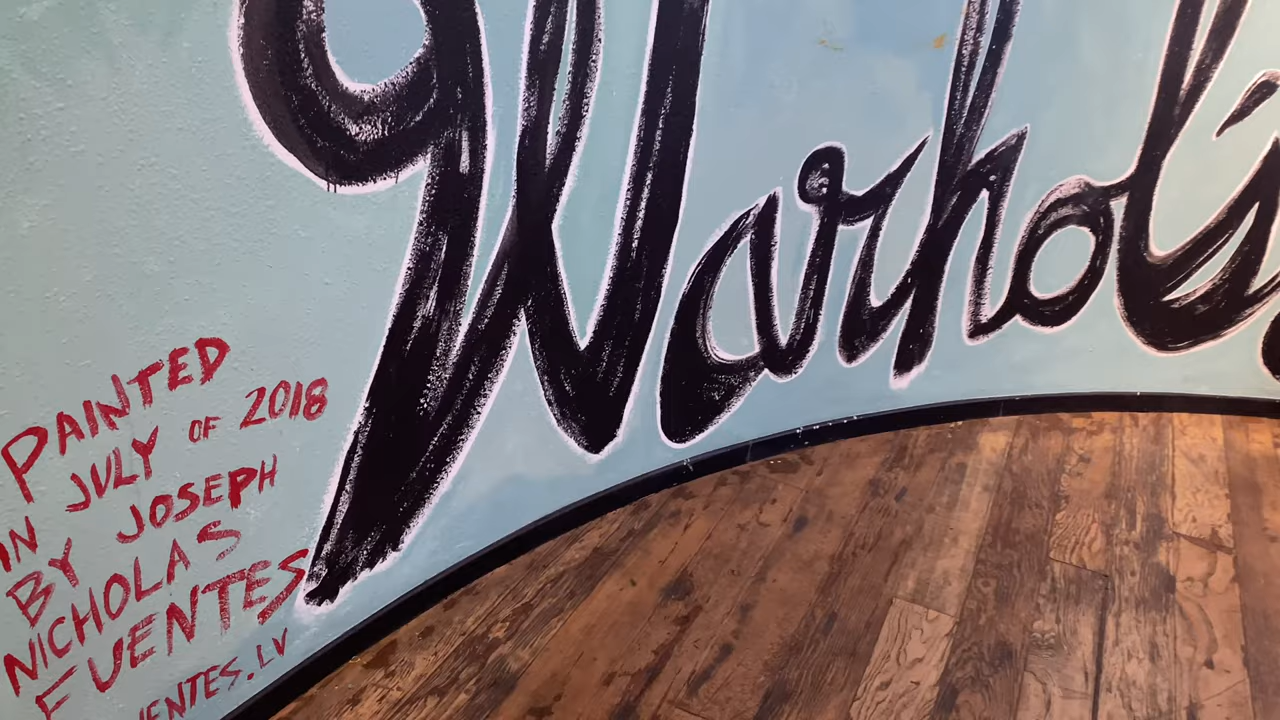 Warhol's
PAINTED
IN JULY OF 2018
BY JOSEPH
NICHOLAS
FUENTES